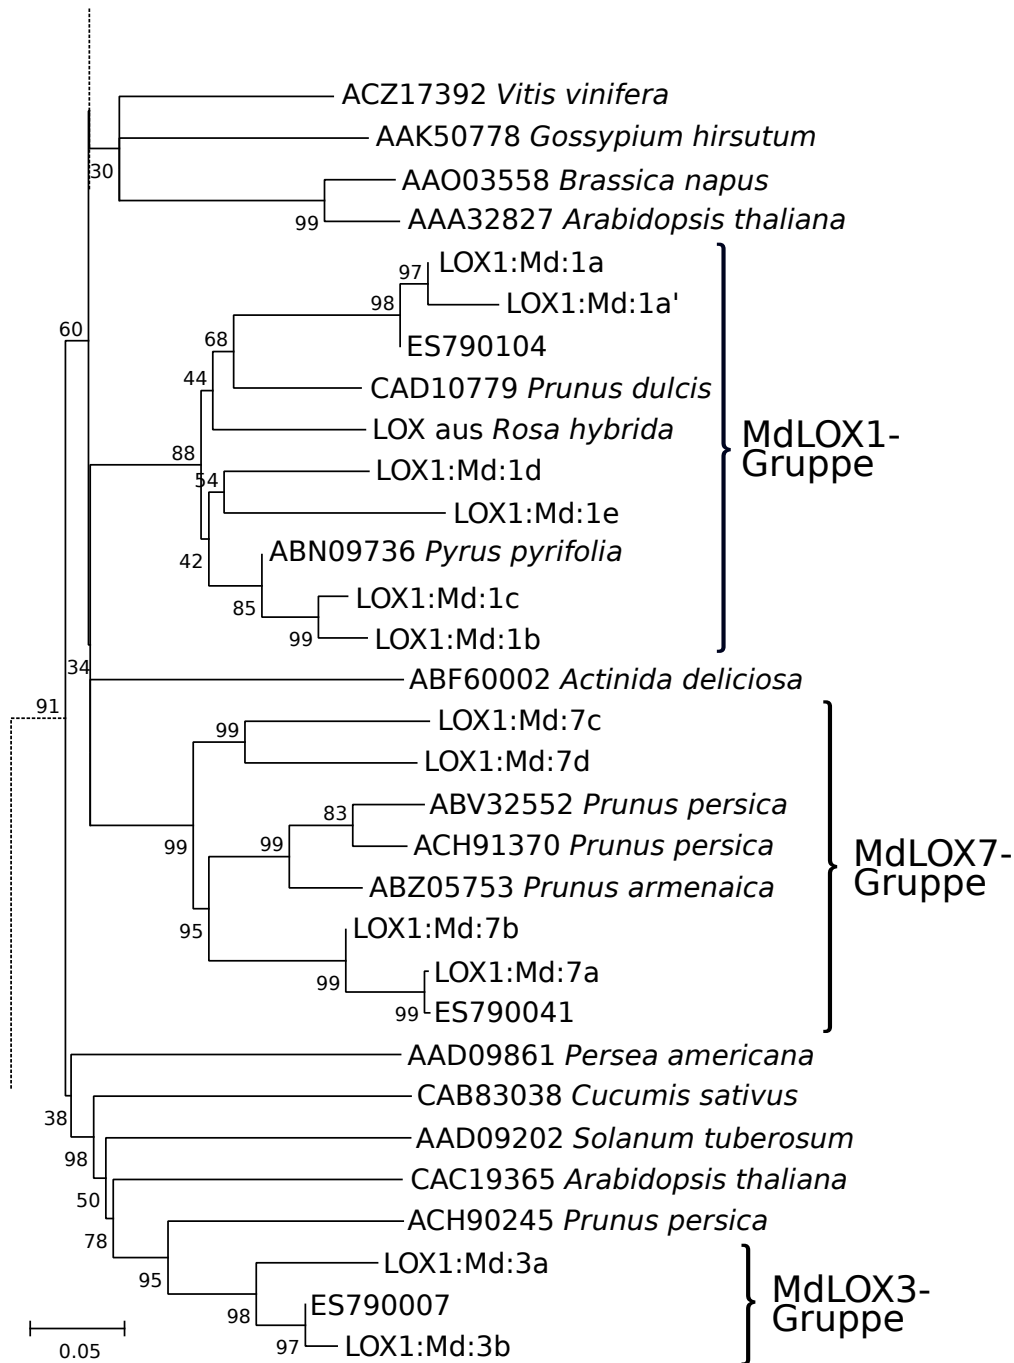 ACZ17392 Vitis vinifera
AAK50778 Gossypium hirsutum
30
AAO03558 Brassica napus
99
AAA32827 Arabidopsis thaliana
LOX1:Md:1a
97
LOX1:Md:1a'
98
ES790104
60
68
CAD10779 Prunus dulcis
44
LOX aus Rosa hybrida
MdLOX1-
Gruppe
88
LOX1:Md:1d
54
LOX1:Md:1e
ABN09736 Pyrus pyrifolia
42
LOX1:Md:1c
85
LOX1:Md:1b
99
34
ABF60002 Actinida deliciosa
91
LOX1:Md:7c
99
LOX1:Md:7d
ABV32552 Prunus persica
83
ACH91370 Prunus persica
99
99
MdLOX7-
Gruppe
ABZ05753 Prunus armenaica
LOX1:Md:7b
95
LOX1:Md:7a
99
ES790041
99
AAD09861 Persea americana
CAB83038 Cucumis sativus
38
AAD09202 Solanum tuberosum
98
CAC19365 Arabidopsis thaliana
50
ACH90245 Prunus persica
78
LOX1:Md:3a
95
MdLOX3-
Gruppe
ES790007
98
LOX1:Md:3b
97
0.05